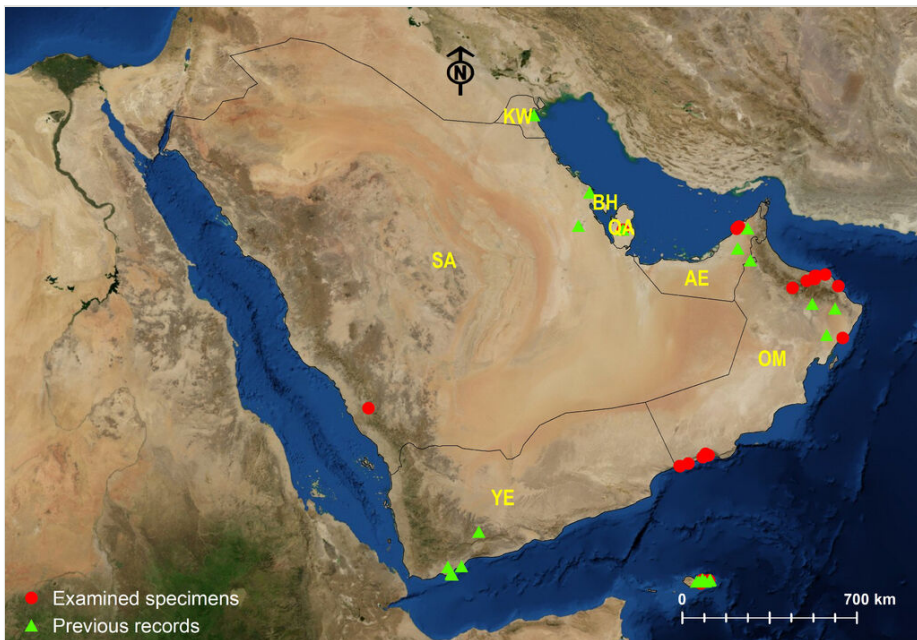 N
KW
BH
QA
SA
AE
OM
YE
Examined specimens
Previous records
0 700 km